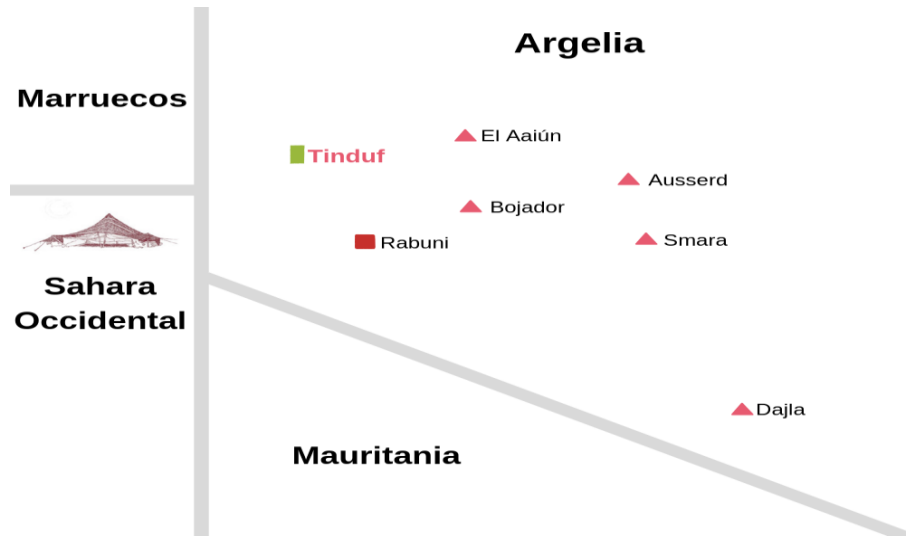 Argelia
Marruecos
El Aaiún
Tinduf
Ausserd
Bojador
Smara
Rabuni
Sahara
Occidental
Dajla
Mauritania